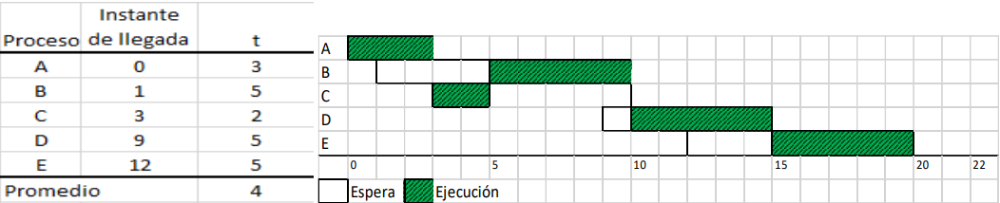 Instante
Proceso de llegada t
A 0 3
B 1 5
C 3 2
D 9 5
E 12 5
Promedio 4
A
B
C
D
E
0 5 10 15 20 22
Espera Ejecución